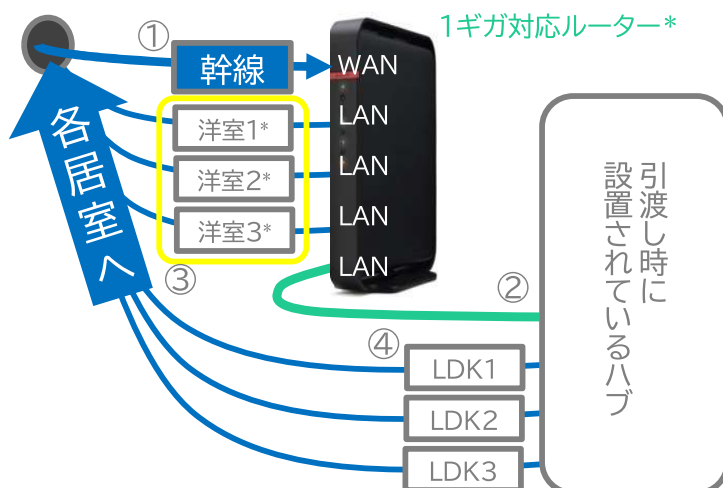 1ギガ対応ルーター*
①
幹線
WAN
各居室へ
洋室1*
LAN
洋室2*
LAN
洋室3*
LAN
③
LAN
②
引渡し時に
設置されているハブ
④
LDK1
LDK2
LDK3